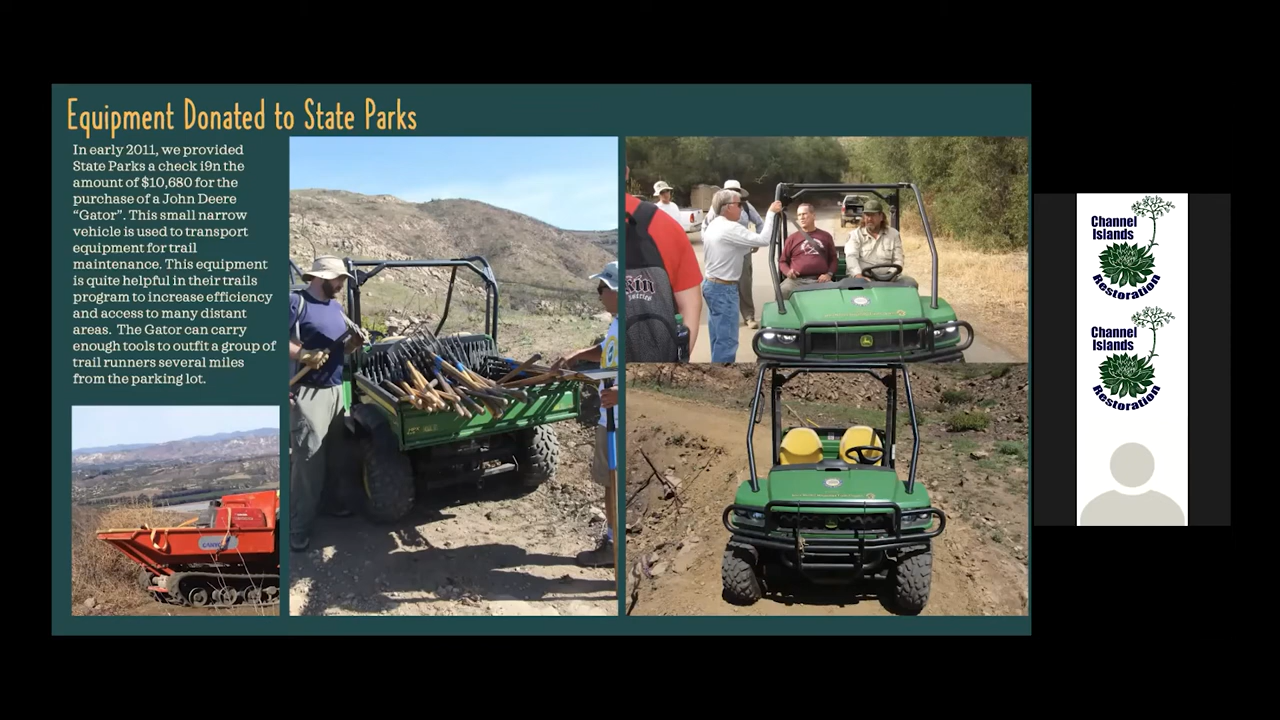 Equipment Donated to State Parks
In early 2011, we provided
State Parks a check i9n the
amount of $10,680 for the
purchase of a John Deere
“Gator”. This small narrow
vehicle is used to transport
equipment for trail
maintenance. This equipment
is quite helpful in their trails
program to increase efficiency
and access to many distant
areas.  The Gator can carry
enough tools to outfit a group of
trail runners several miles
from the parking lot.
Channel
Islands
Restoration
Channel
Islands
Restoration